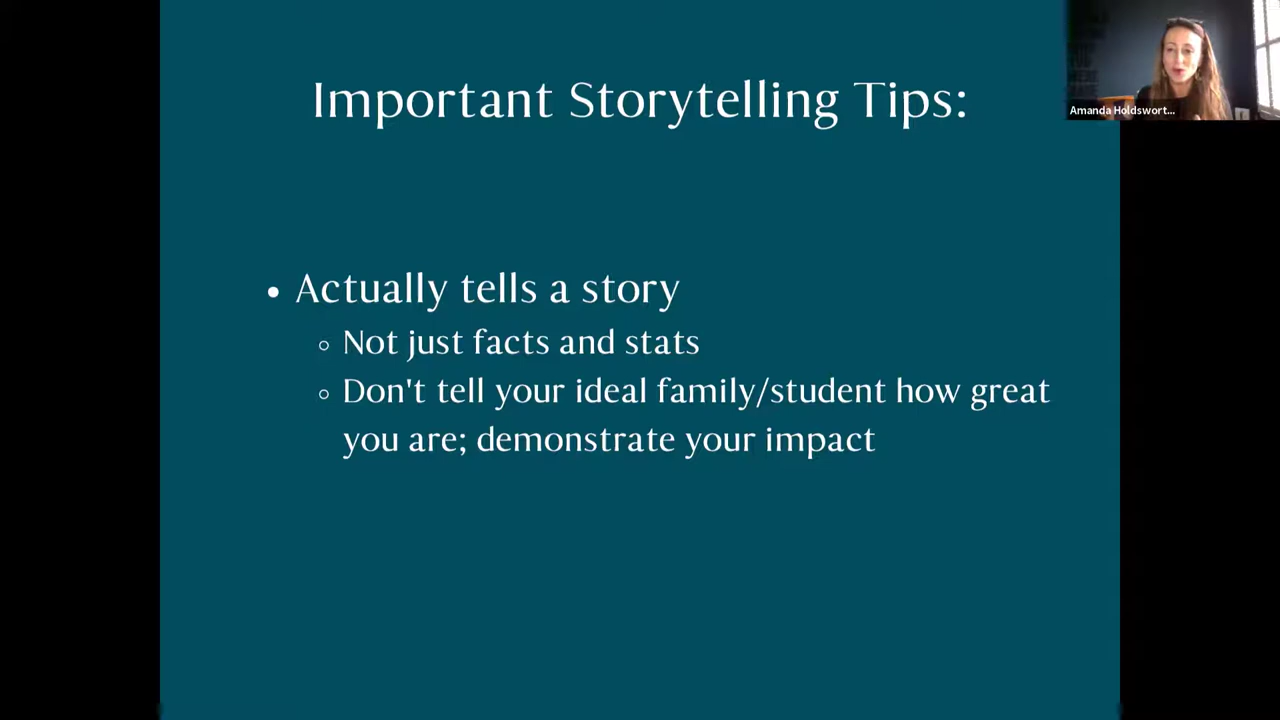 Important Storytelling Tips:
Amanda Holdswort...
• Actually tells a story
◦ Not just facts and stats
◦ Don't tell your ideal family/student how great
you are; demonstrate your impact